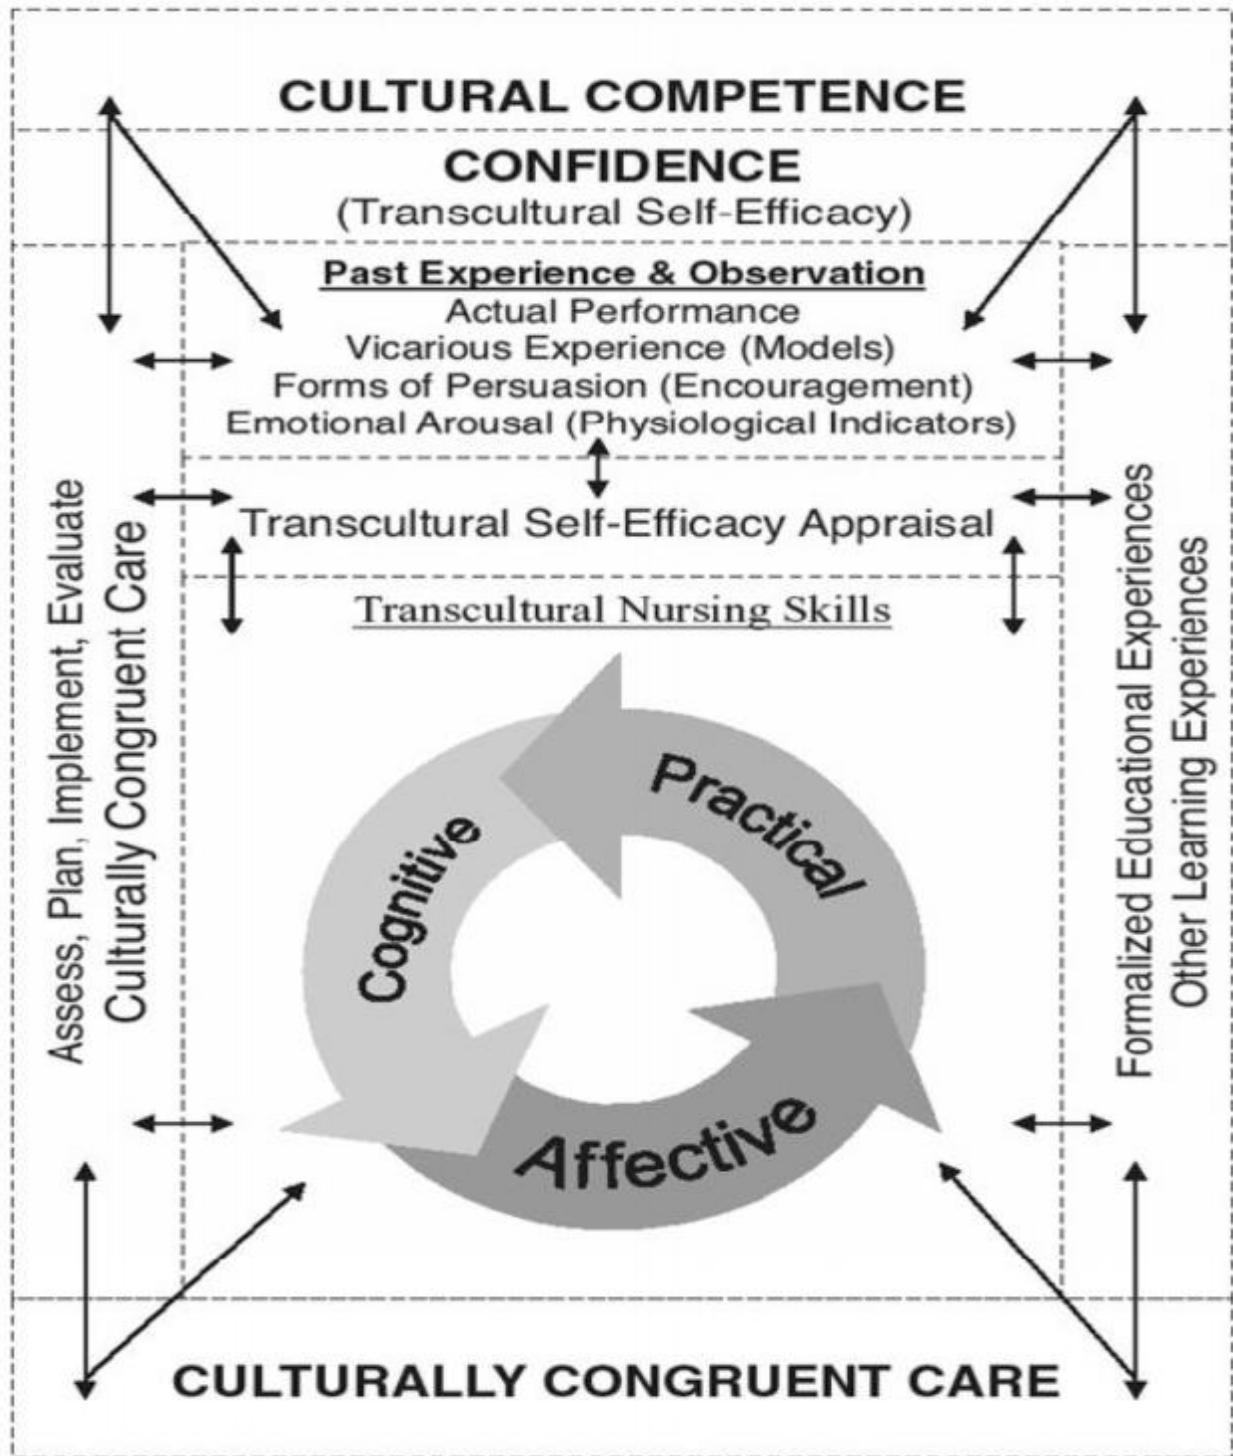 CULTURAL COMPETENCE
CONFIDENCE
(Transcultural Self-Efficacy)
Past Experience & Observation
Actual Performance
Vicarious Experience (Models)
Forms of Persuasion (Encouragement)
Emotional Arousal (Physiological Indicators)
Transcultural Self-Efficacy Appraisal
Transcultural Nursing Skills
Assess, Plan, Implement, Evaluate
Culturally Congruent Care
Cognitive
Practical
Affective
Formalized Educational Experiences
Other Learning Experiences
CULTURALLY CONGRUENT CARE